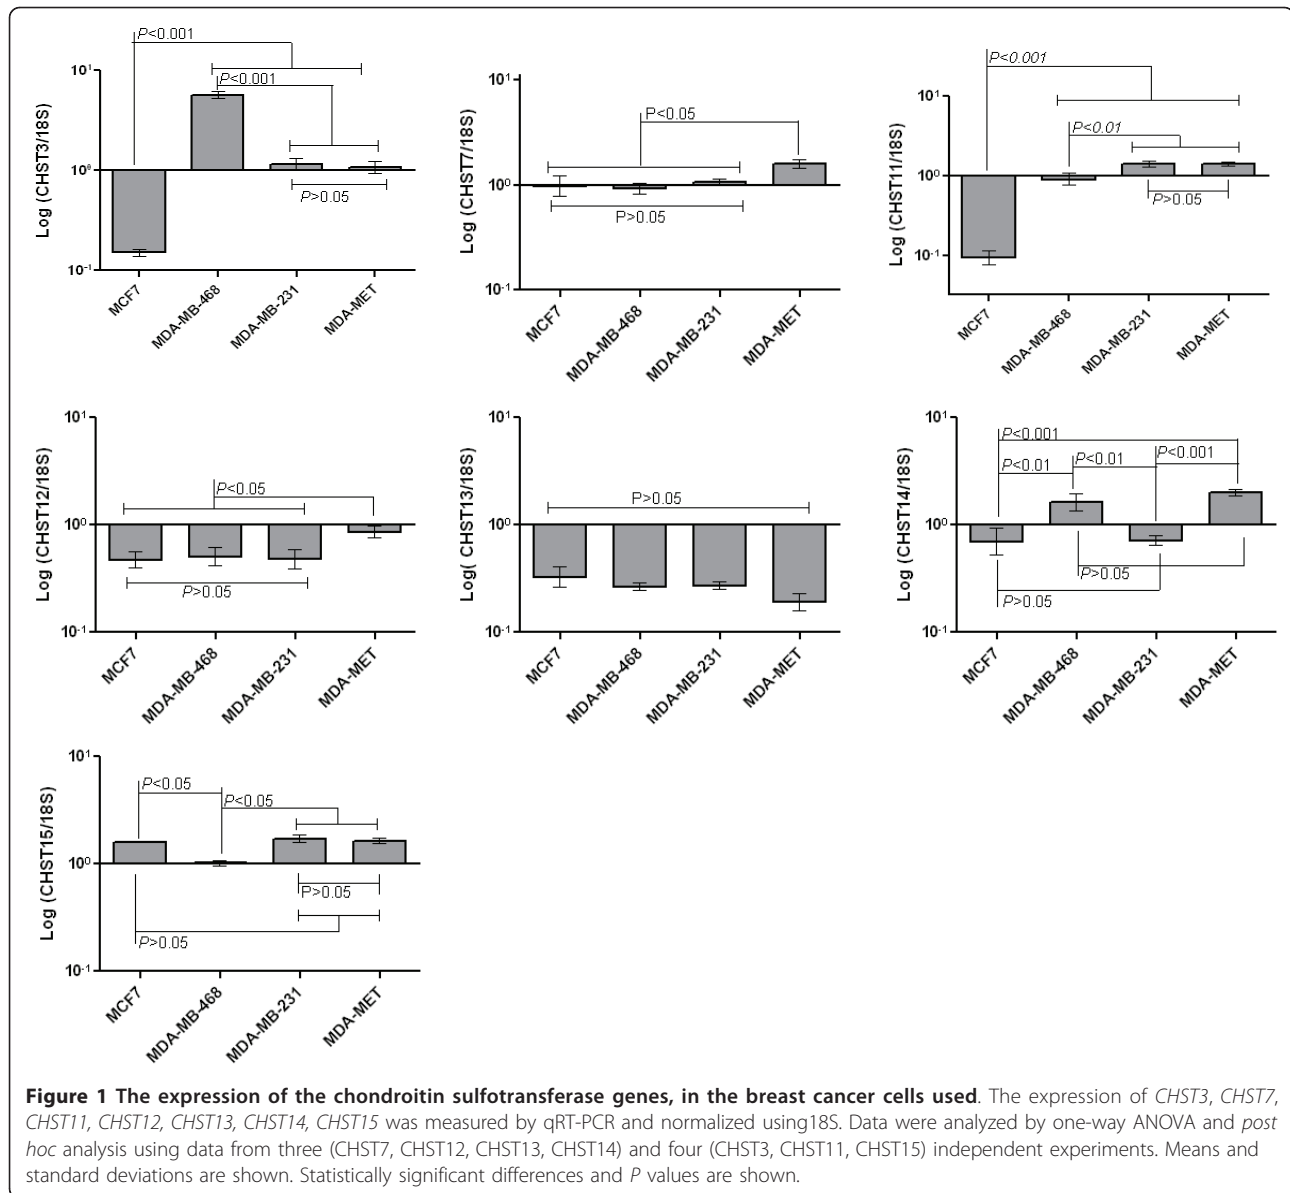 P<0.001
P<0.001
P>0.05
10¹
10⁰
10⁻¹
Log (CHST3/18S)
MCF7
MDA-MB-468
MDA-MB-231
MDA-MET
P<0.05
P>0.05
10¹
10⁰
10⁻¹
Log (CHST7/18S)
MCF7
MDA-MB-468
MDA-MB-231
MDA-MET
P<0.001
P<0.01
P>0.05
10¹
10⁰
10⁻¹
Log (CHST11/18S)
MCF7
MDA-MB-468
MDA-MB-231
MDA-MET
P<0.05
P>0.05
10¹
10⁰
10⁻¹
Log (CHST12/18S)
MCF7
MDA-MB-468
MDA-MB-231
MDA-MET
P>0.05
10¹
10⁰
10⁻¹
Log( CHST13/18S)
MCF7
MDA-MB-468
MDA-MB-231
MDA-MET
P<0.001
P<0.01
P<0.01
P<0.001
P>0.05
P>0.05
10¹
10⁰
10⁻¹
Log (CHST14/18S)
MCF7
MDA-MB-468
MDA-MB-231
MDA-MET
P<0.05
P<0.05
P>0.05
P>0.05
10¹
10⁰
10⁻¹
Log (CHST15/18S)
MCF7
MDA-MB-468
MDA-MB-231
MDA-MET
Figure 1 The expression of the chondroitin sulfotransferase genes, in the breast cancer cells used. The expression of CHST3, CHST7,
CHST11, CHST12, CHST13, CHST14, CHST15 was measured by qRT-PCR and normalized using18S. Data were analyzed by one-way ANOVA and post
hoc analysis using data from three (CHST7, CHST12, CHST13, CHST14) and four (CHST3, CHST11, CHST15) independent experiments. Means and
standard deviations are shown. Statistically significant differences and P values are shown.